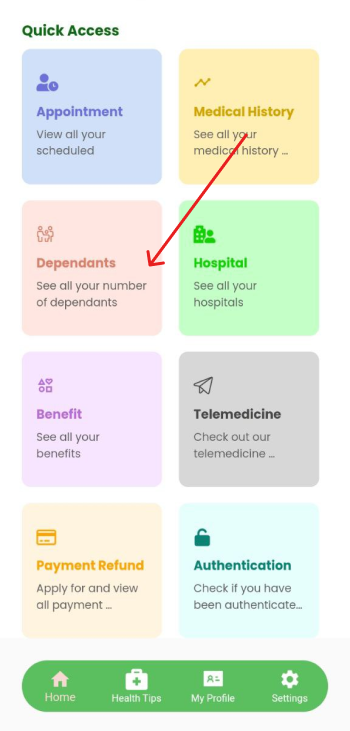 Quick Access
Appointment
View all your
scheduled
Medical History
See all your
medical history ...
Dependants
See all your number
of dependants
Hospital
See all your
hospitals
Benefit
See all your
benefits
Telemedicine
Check out our
telemedicine ...
Payment Refund
Apply for and view
all payment ...
Authentication
Check if you have
been authenticate...
Home
Health Tips
My Profile
Settings